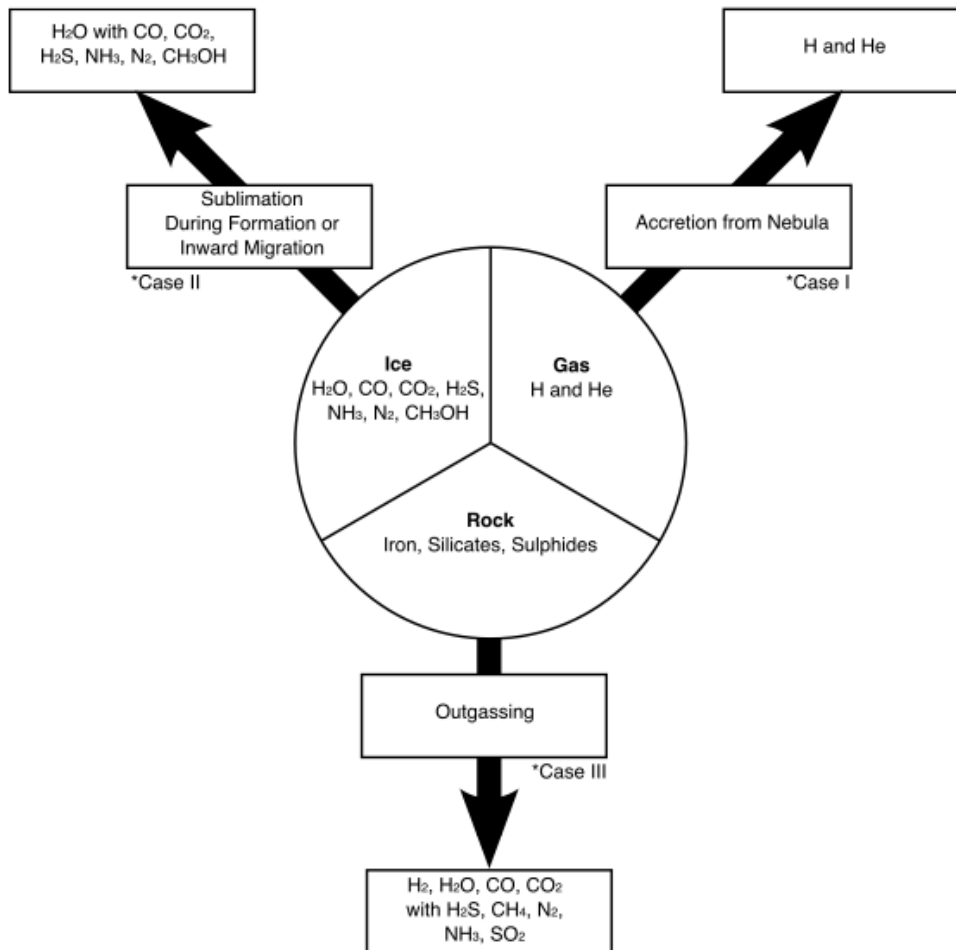 H₂O with CO, CO₂,
H₂S, NH₃, N₂, CH₃OH
H and He
Sublimation
During Formation or
Inward Migration
*Case II
Accretion from Nebula
*Case I
Ice
H₂O, CO, CO₂, H₂S,
NH₃, N₂, CH₃OH
Gas
H and He
Rock
Iron, Silicates, Sulphides
Outgassing
*Case III
H₂, H₂O, CO, CO₂
with H₂S, CH₄, N₂,
NH₃, SO₂